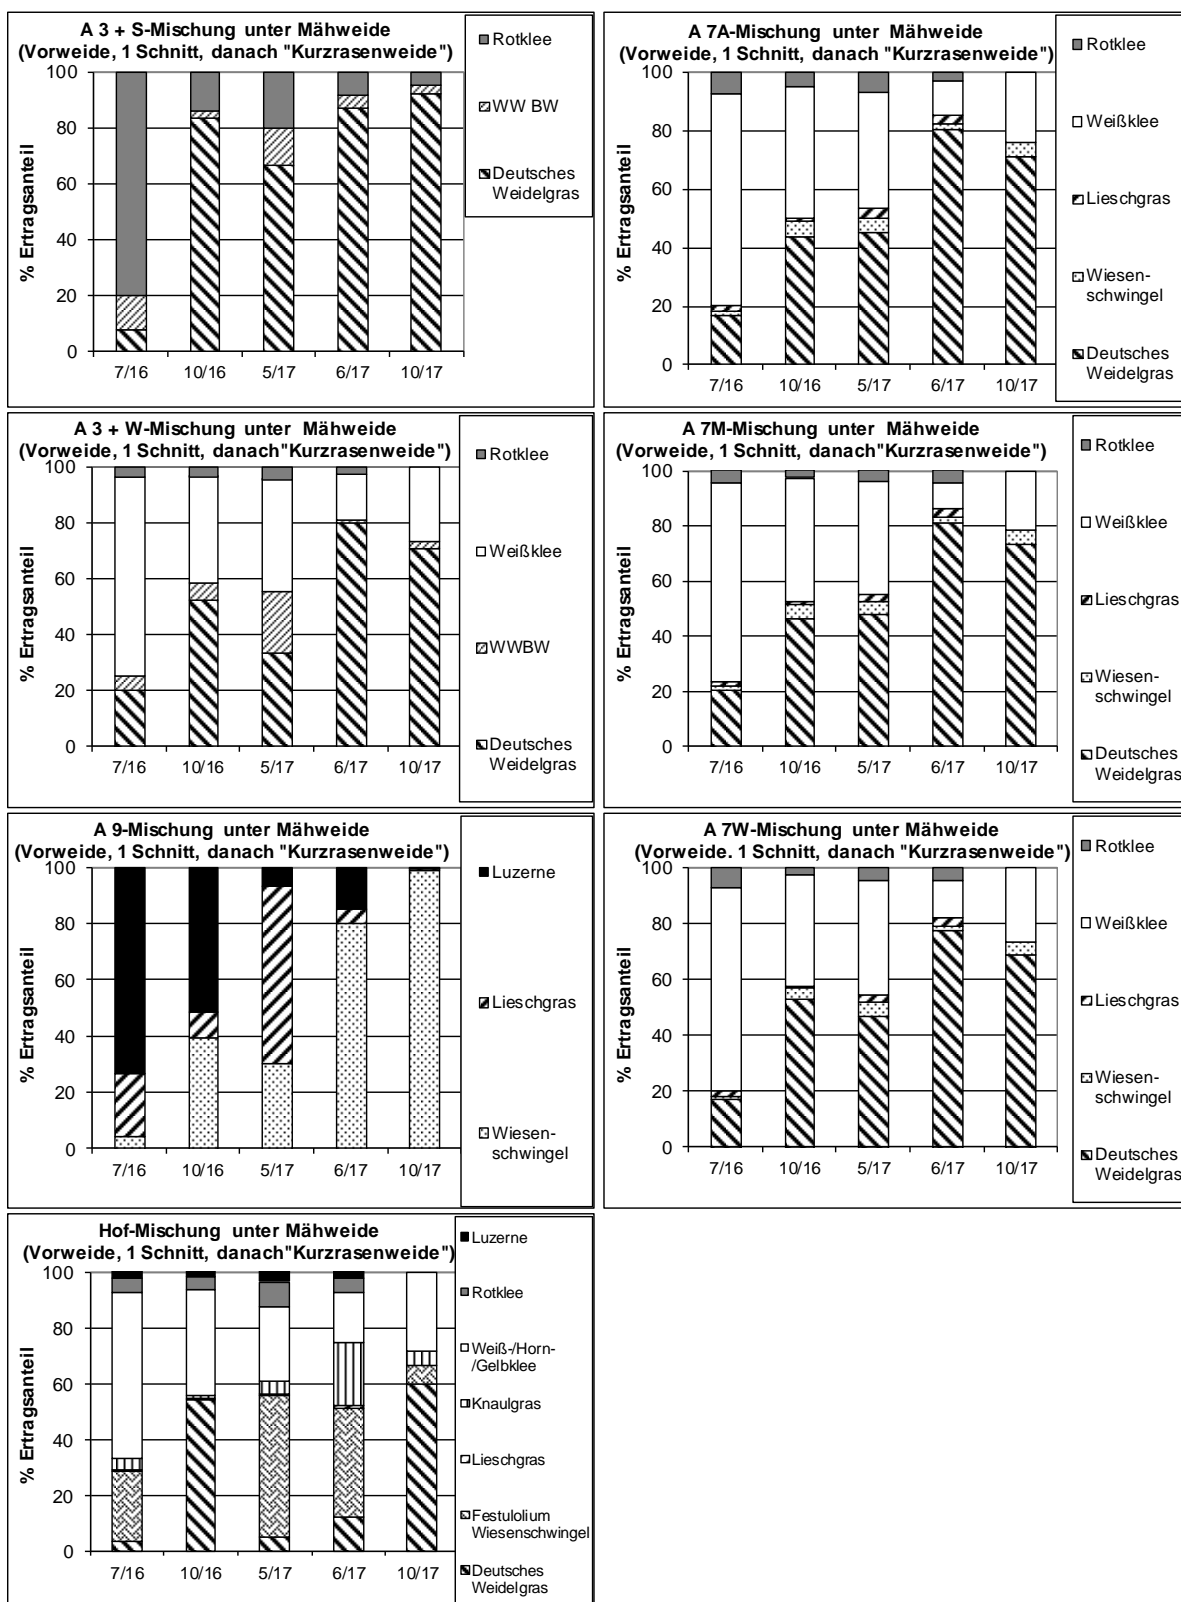 A 3 + S-Mischung unter Mähweide
(Vorweide, 1 Schnitt, danach "Kurzrasenweide")
% Ertragsanteil
100
80
60
40
20
0
7/16 10/16 5/17 6/17 10/17
Rotklee
WW BW
Deutsches
Weidelgras
A 7A-Mischung unter Mähweide
(Vorweide, 1 Schnitt, danach "Kurzrasenweide")
% Ertragsanteil
100
80
60
40
20
0
7/16 10/16 5/17 6/17 10/17
Rotklee
Weißklee
Lieschgras
Wiesen-
schwingel
Deutsches
Weidelgras
A 3 + W-Mischung unter Mähweide
(Vorweide, 1 Schnitt, danach"Kurzrasenweide")
% Ertragsanteil
100
80
60
40
20
0
7/16 10/16 5/17 6/17 10/17
Rotklee
Weißklee
WWBW
Deutsches
Weidelgras
A 7M-Mischung unter Mähweide
(Vorweide, 1 Schnitt, danach"Kurzrasenweide")
% Ertragsanteil
100
80
60
40
20
0
7/16 10/16 5/17 6/17 10/17
Rotklee
Weißklee
Lieschgras
Wiesen-
schwingel
Deutsches
Weidelgras
A 9-Mischung unter Mähweide
(Vorweide, 1 Schnitt, danach "Kurzrasenweide")
% Ertragsanteil
100
80
60
40
20
0
7/16 10/16 5/17 6/17 10/17
Luzerne
Lieschgras
Wiesen-
schwingel
A 7W-Mischung unter Mähweide
(Vorweide. 1 Schnitt, danach "Kurzrasenweide")
% Ertragsanteil
100
80
60
40
20
0
7/16 10/16 5/17 6/17 10/17
Rotklee
Weißklee
Lieschgras
Wiesen-
schwingel
Deutsches
Weidelgras
Hof-Mischung unter Mähweide
(Vorweide, 1 Schnitt, danach"Kurzrasenweide")
% Ertragsanteil
100
80
60
40
20
0
7/16 10/16 5/17 6/17 10/17
Luzerne
Rotklee
Weiß-/Horn-
/Gelbklee
Knaulgras
Lieschgras
Festulolium
Wiesenschwingel
Deutsches
Weidelgras